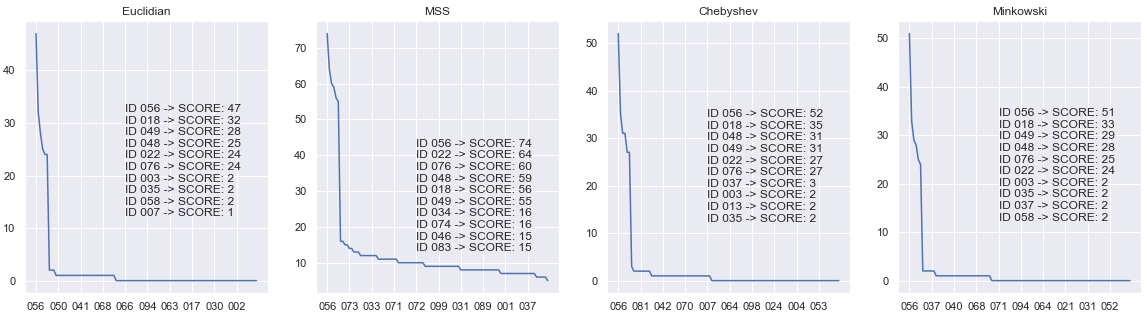 Euclidian
40
30
20
10
0
ID 056 -> SCORE: 47
ID 018 -> SCORE: 32
ID 049 -> SCORE: 28
ID 048 -> SCORE: 25
ID 022 -> SCORE: 24
ID 076 -> SCORE: 24
ID 003 -> SCORE: 2
ID 035 -> SCORE: 2
ID 058 -> SCORE: 2
ID 007 -> SCORE: 1
056 050 041 068 066 094 063 017 030 002
MSS
70
60
50
40
30
20
10
ID 056 -> SCORE: 74
ID 022 -> SCORE: 64
ID 076 -> SCORE: 60
ID 048 -> SCORE: 59
ID 018 -> SCORE: 56
ID 049 -> SCORE: 55
ID 034 -> SCORE: 16
ID 074 -> SCORE: 16
ID 046 -> SCORE: 15
ID 083 -> SCORE: 15
056 073 033 071 072 099 031 089 001 037
Chebyshev
50
40
30
20
10
0
ID 056 -> SCORE: 52
ID 018 -> SCORE: 35
ID 048 -> SCORE: 31
ID 049 -> SCORE: 31
ID 022 -> SCORE: 27
ID 076 -> SCORE: 27
ID 037 -> SCORE: 3
ID 003 -> SCORE: 2
ID 013 -> SCORE: 2
ID 035 -> SCORE: 2
056 081 042 070 007 064 098 024 004 053
Minkowski
50
40
30
20
10
0
ID 056 -> SCORE: 51
ID 018 -> SCORE: 33
ID 049 -> SCORE: 29
ID 048 -> SCORE: 28
ID 076 -> SCORE: 25
ID 022 -> SCORE: 24
ID 003 -> SCORE: 2
ID 035 -> SCORE: 2
ID 037 -> SCORE: 2
ID 058 -> SCORE: 2
056 037 040 068 071 094 064 021 031 052